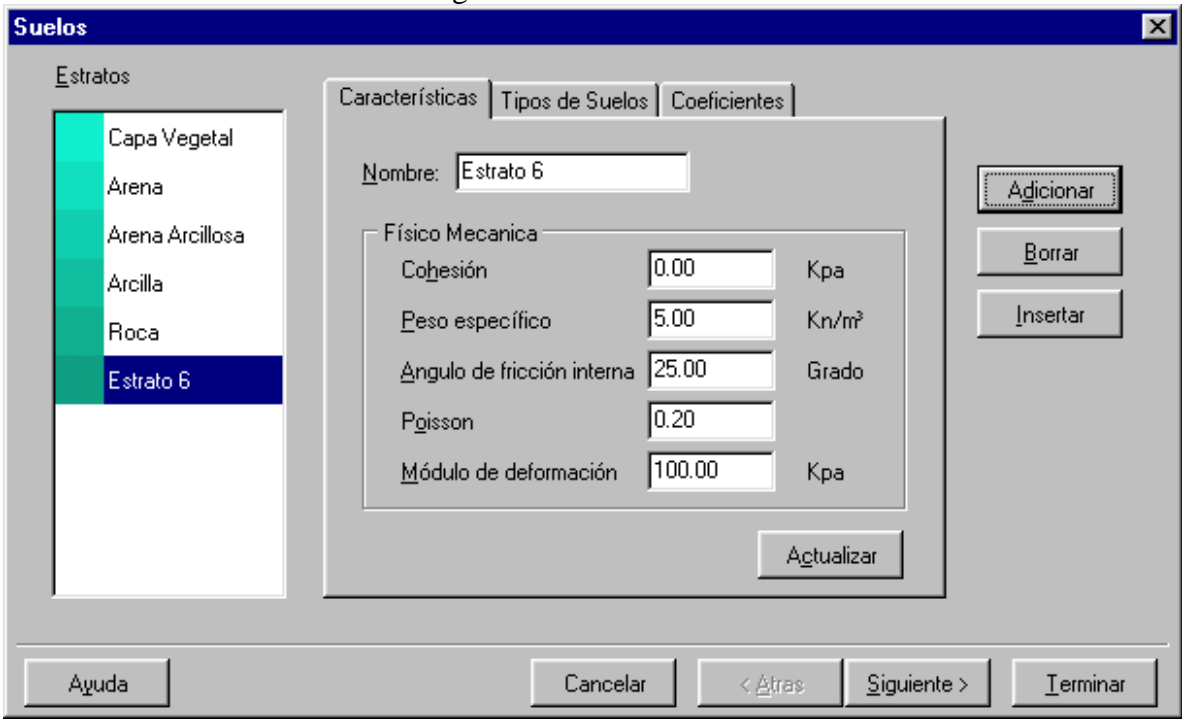 Suelos
Estratos
Capa Vegetal
Arena
Arena Arcillosa
Arcilla
Roca
Estrato 6
Características
Tipos de Suelos
Coeficientes
Nombre: Estrato 6
Físico Mecanica
Cohesión 0.00 Kpa
Peso específico 5.00 Kn/m³
Angulo de fricción interna 25.00 Grado
Poisson 0.20
Módulo de deformación 100.00 Kpa
Actualizar
Adicionar
Borrar
Insertar
Ayuda
Cancelar
< Atras
Siguiente >
Terminar